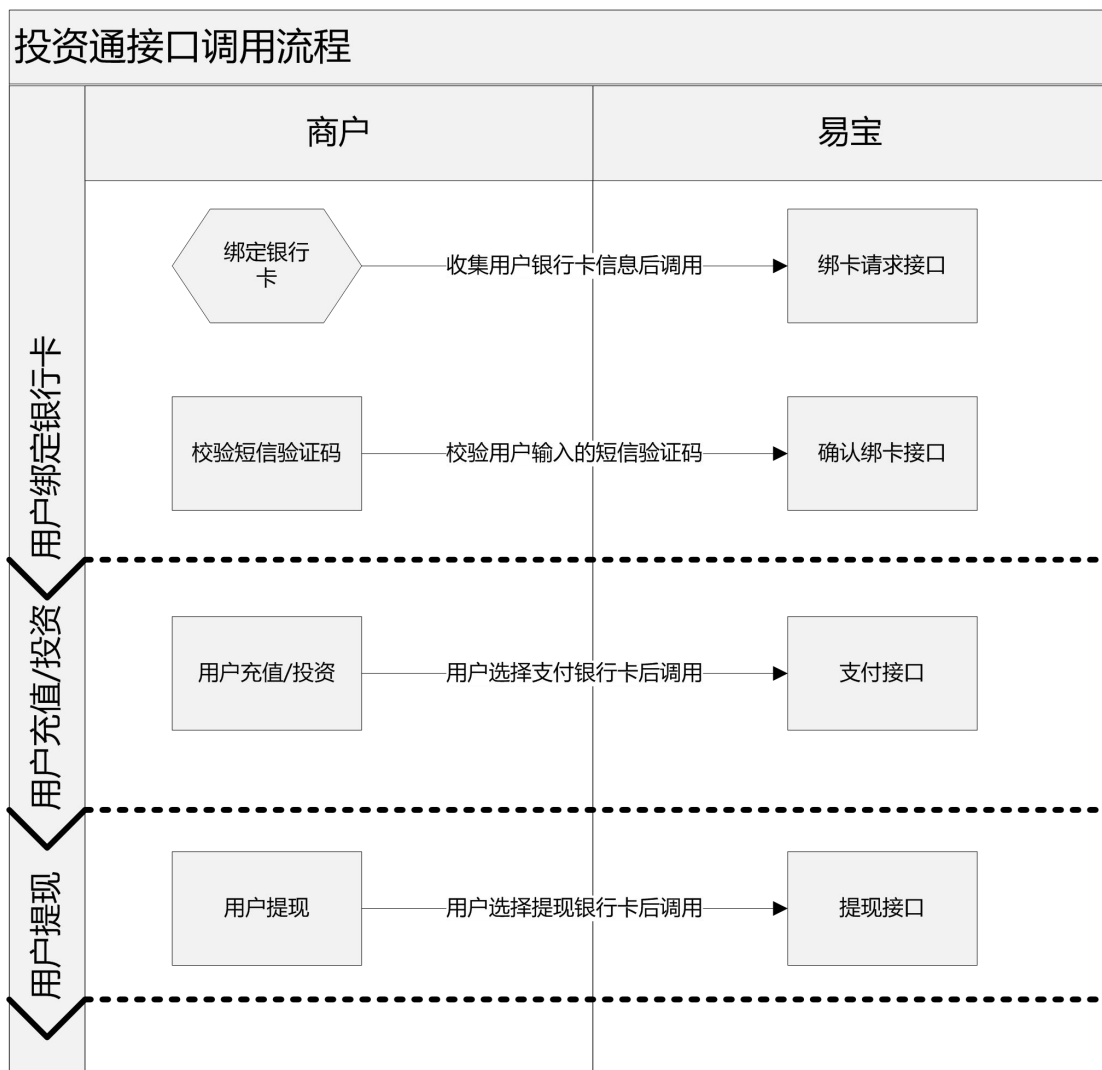 投资通接口调用流程
商户
易宝
用户绑定银行卡
绑定银行
卡
收集用户银行卡信息后调用
绑卡请求接口
校验短信验证码
校验用户输入的短信验证码
确认绑卡接口
用户充值/投资
用户充值/投资
用户选择支付银行卡后调用
支付接口
用户提现
用户提现
用户选择提现银行卡后调用
提现接口